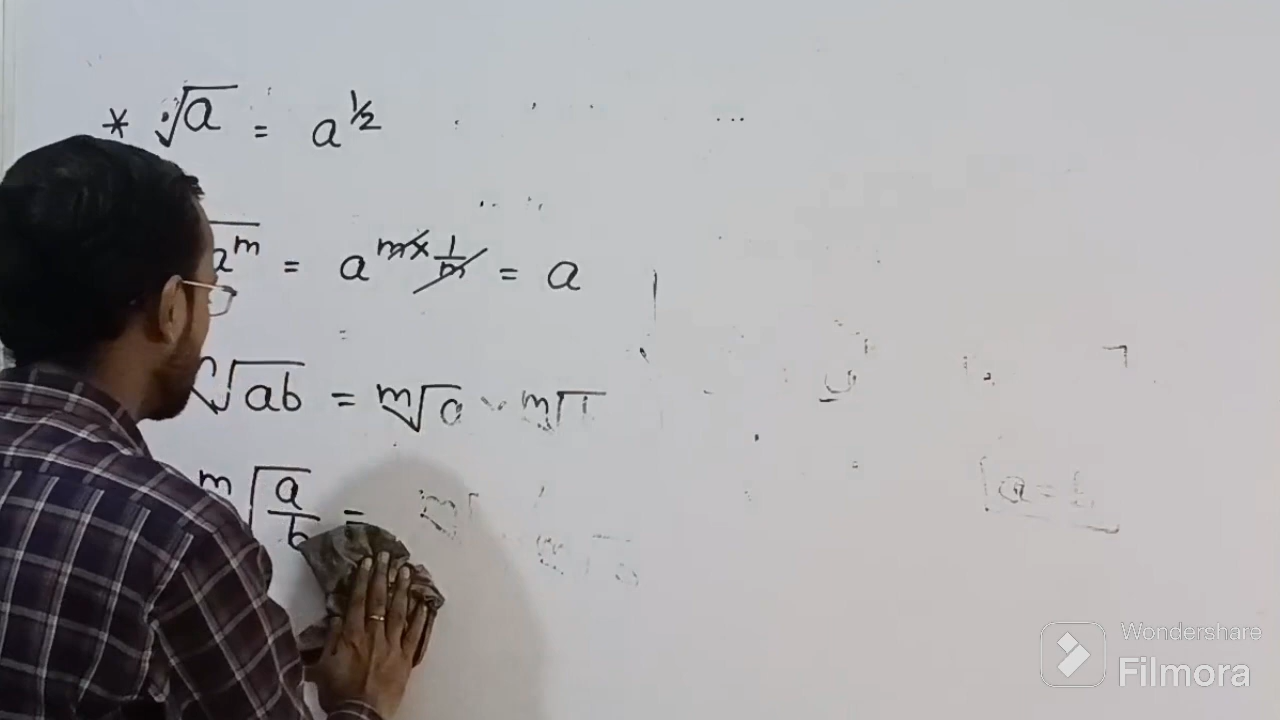 * √a = a^1/2
a^m = a^m×1/m = a
√ab = m√a m√
m√a/b =
a =
Wondershare
Filmora